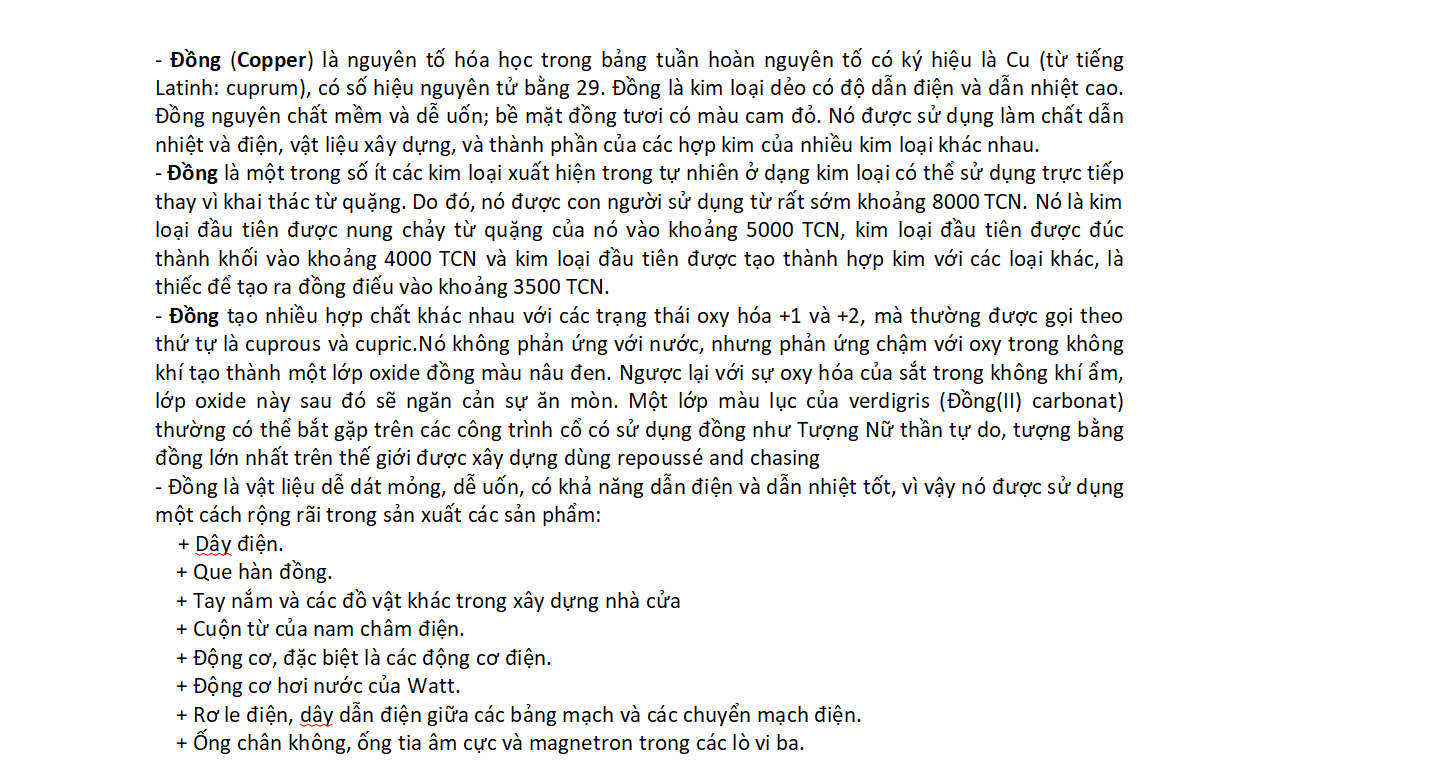 - Đồng (Copper) là nguyên tố hóa học trong bảng tuần hoàn nguyên tố có ký hiệu là Cu (từ tiếng
Latinh: cuprum), có số hiệu nguyên tử bằng 29. Đồng là kim loại dẻo có độ dẫn điện và dẫn nhiệt cao.
Đồng nguyên chất mềm và dễ uốn; bề mặt đồng tươi có màu cam đỏ. Nó được sử dụng làm chất dẫn
nhiệt và điện, vật liệu xây dựng, và thành phần của các hợp kim của nhiều kim loại khác nhau.
- Đồng là một trong số ít các kim loại xuất hiện trong tự nhiên ở dạng kim loại có thể sử dụng trực tiếp
thay vì khai thác từ quặng. Do đó, nó được con người sử dụng từ rất sớm khoảng 8000 TCN. Nó là kim
loại đầu tiên được nung chảy từ quặng của nó vào khoảng 5000 TCN, kim loại đầu tiên được đúc
thành khối vào khoảng 4000 TCN và kim loại đầu tiên được tạo thành hợp kim với các loại khác, là
thiếc để tạo ra đồng điếu vào khoảng 3500 TCN.
- Đồng tạo nhiều hợp chất khác nhau với các trạng thái oxy hóa +1 và +2, mà thường được gọi theo
thứ tự là cuprous và cupric.Nó không phản ứng với nước, nhưng phản ứng chậm với oxy trong không
khí tạo thành một lớp oxide đồng màu nâu đen. Ngược lại với sự oxy hóa của sắt trong không khí ẩm,
lớp oxide này sau đó sẽ ngăn cản sự ăn mòn. Một lớp màu lục của verdigris (Đồng(II) carbonat)
thường có thể bắt gặp trên các công trình cổ có sử dụng đồng như Tượng Nữ thần tự do, tượng bằng
đồng lớn nhất trên thế giới được xây dựng dùng repoussé and chasing
- Đồng là vật liệu dễ dát mỏng, dễ uốn, có khả năng dẫn điện và dẫn nhiệt tốt, vì vậy nó được sử dụng
một cách rộng rãi trong sản xuất các sản phẩm:
+ Dây điện.
+ Que hàn đồng.
+ Tay nắm và các đồ vật khác trong xây dựng nhà cửa
+ Cuộn từ của nam châm điện.
+ Động cơ, đặc biệt là các động cơ điện.
+ Động cơ hơi nước của Watt.
+ Rơ le điện, dây dẫn điện giữa các bảng mạch và các chuyển mạch điện.
+ Ống chân không, ống tia âm cực và magnetron trong các lò vi ba.